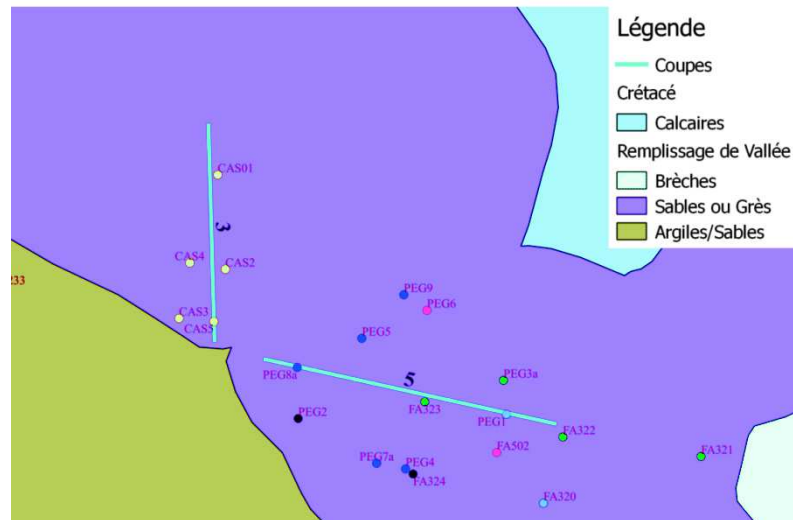 Légende
Coupes
Crétacé
Calcaires
Remplissage de Vallée
Brèches
Sables ou Grès
Argiles/Sables
CAS01
3
CAS4
CAS2
233
PEG9
CAS3
PEG6
CAS5
PEG5
PEG8a
5
PEG3a
FA323
PEG2
PEG1
FA322
FA502
FA321
PEG7a
PEG4
FA324
FA320